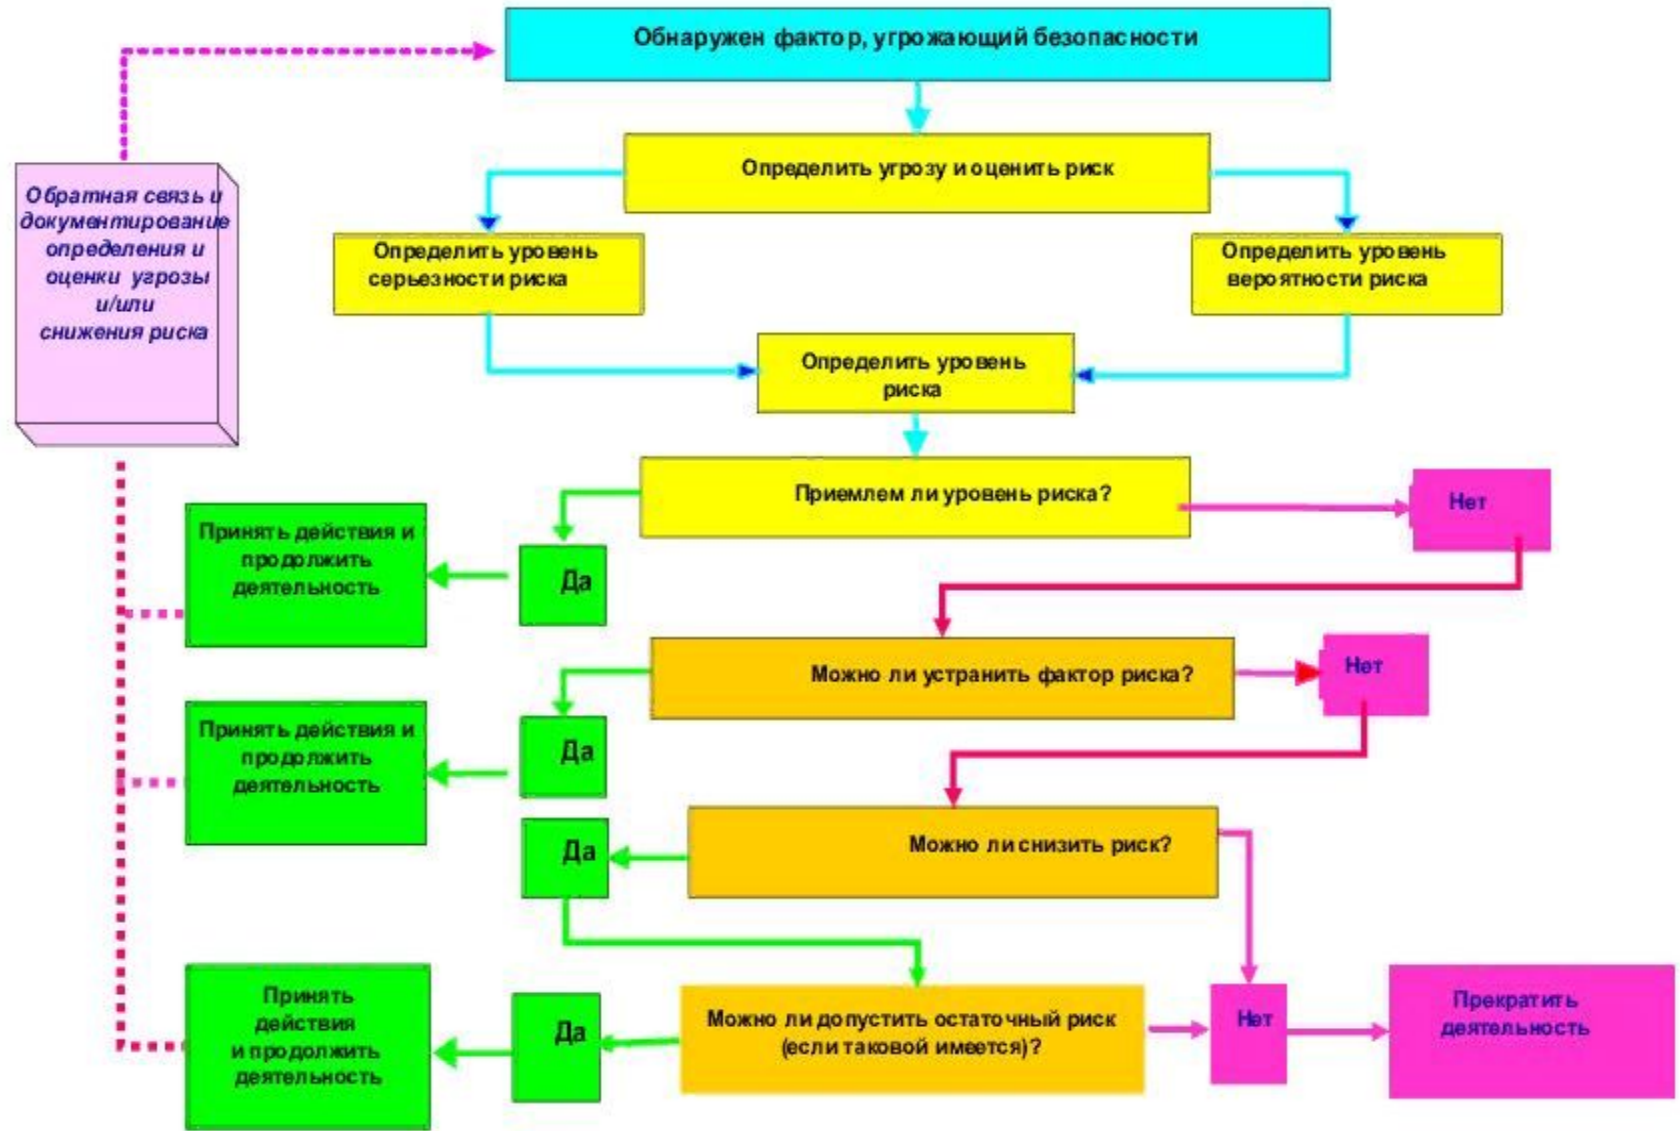 Обнаружен фактор, угрожающий безопасности
Определить угрозу и оценить риск
Обратная связь и
документирование
определения и
оценки угрозы
и/или
снижения риска
Определить уровень
серьезности риска
Определить уровень
вероятности риска
Определить уровень
риска
Приемлем ли уровень риска?
Нет
Принять действия и
продолжить
деятельность
Да
Можно ли устранить фактор риска?
Нет
Принять действия и
продолжить
деятельность
Да
Можно ли снизить риск?
Да
Принять
действия
и продолжить
деятельность
Да
Можно ли допустить остаточный риск
(если таковой имеется)?
Нет
Прекратить
деятельность